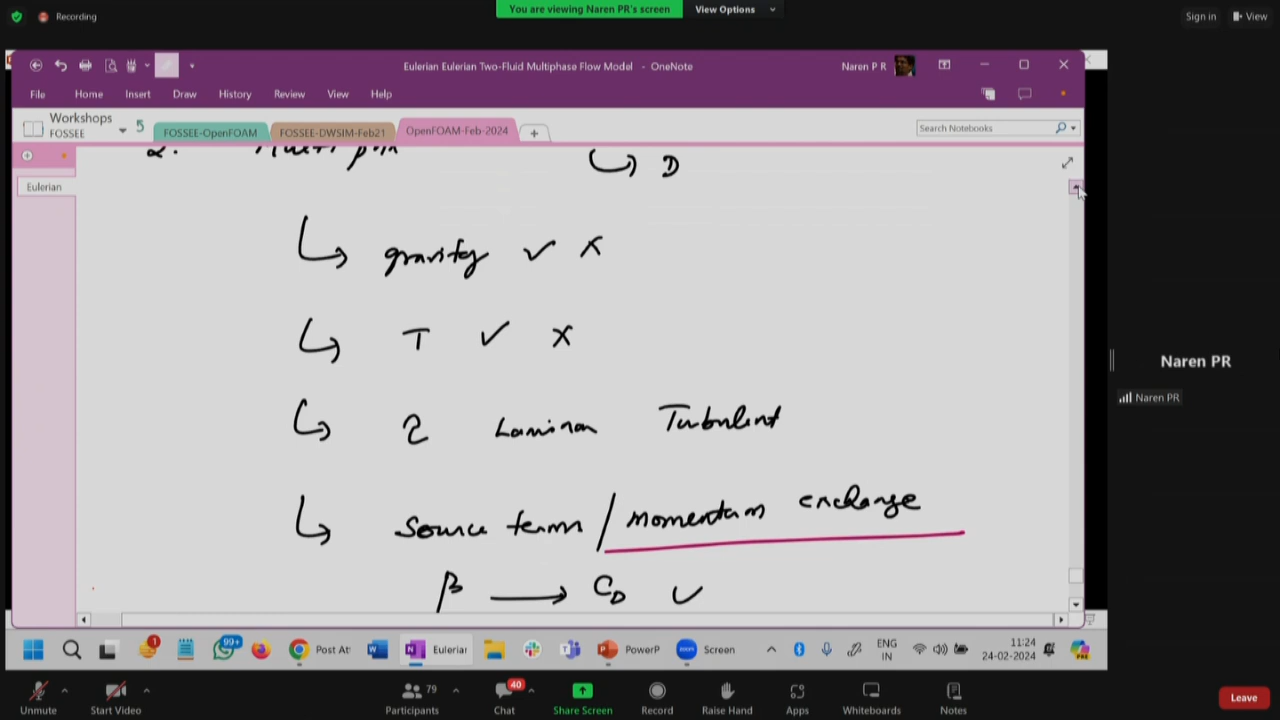 Recording
You are viewing Naren PR's screen View Options
Sign in View
Eulerian Eulerian Two-Fluid Multiphase Flow Model - OneNote
Naren P R
File Home Insert Draw History Review View Help
Workshops
FOSSEE
FOSSEE-OpenFOAM FOSSEE-DWSIM-Feb21 OpenFOAM-Feb-2024 +
Search Notebooks
Eulerian
2.
D
gravity ✓ x
T ✓ X
Laminar Turbulent
Source terms / Momentum exchange
β → CD ✓
Naren PR
Naren PR
1 99+ Post At Eulerian PowerP Screen ENG 11:24
IN 24-02-2024
Unmute Start Video Participants 79 Chat 40 Share Screen Record Raise Hand Apps Whiteboards Notes Leave